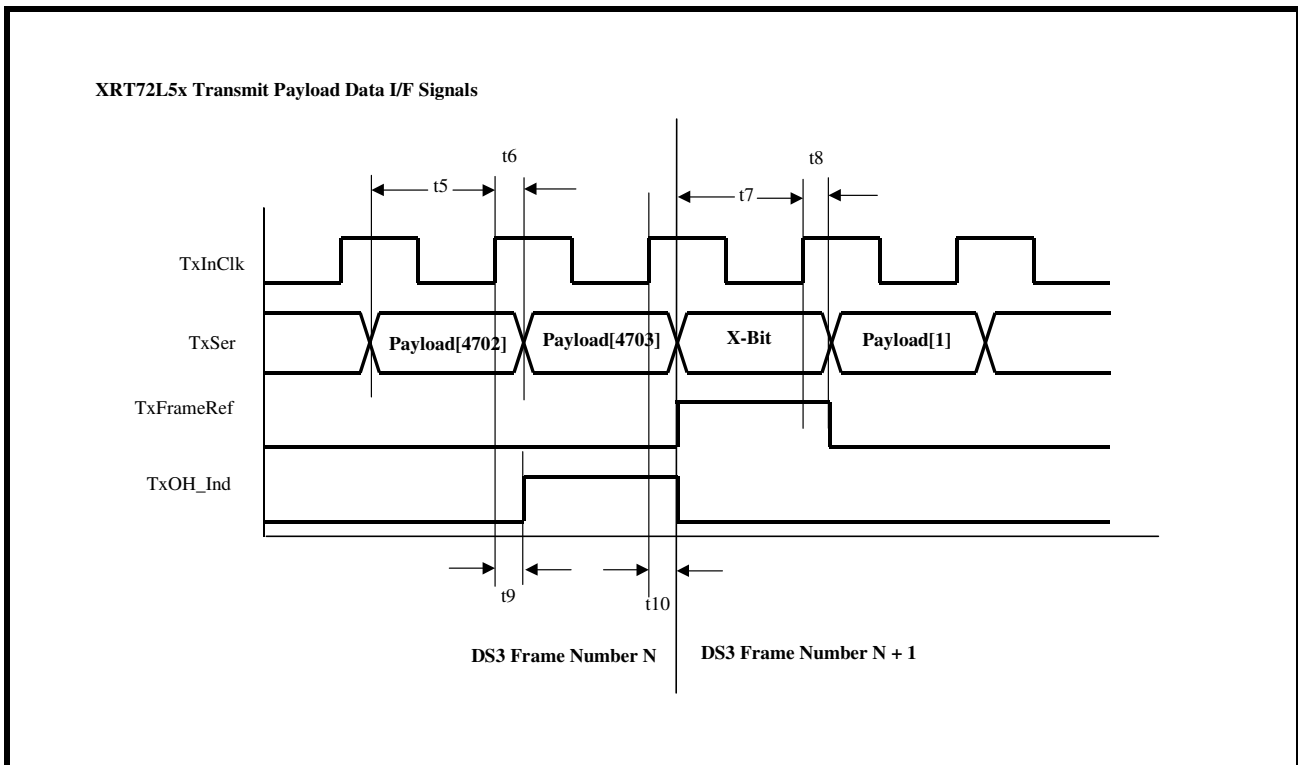 XRT72L5x Transmit Payload Data I/F Signals
t6
t8
t5
t7
TxInClk
TxSer
Payload[4702]
Payload[4703]
X-Bit
Payload[1]
TxFrameRef
TxOH_Ind
t9
t10
DS3 Frame Number N
DS3 Frame Number N + 1